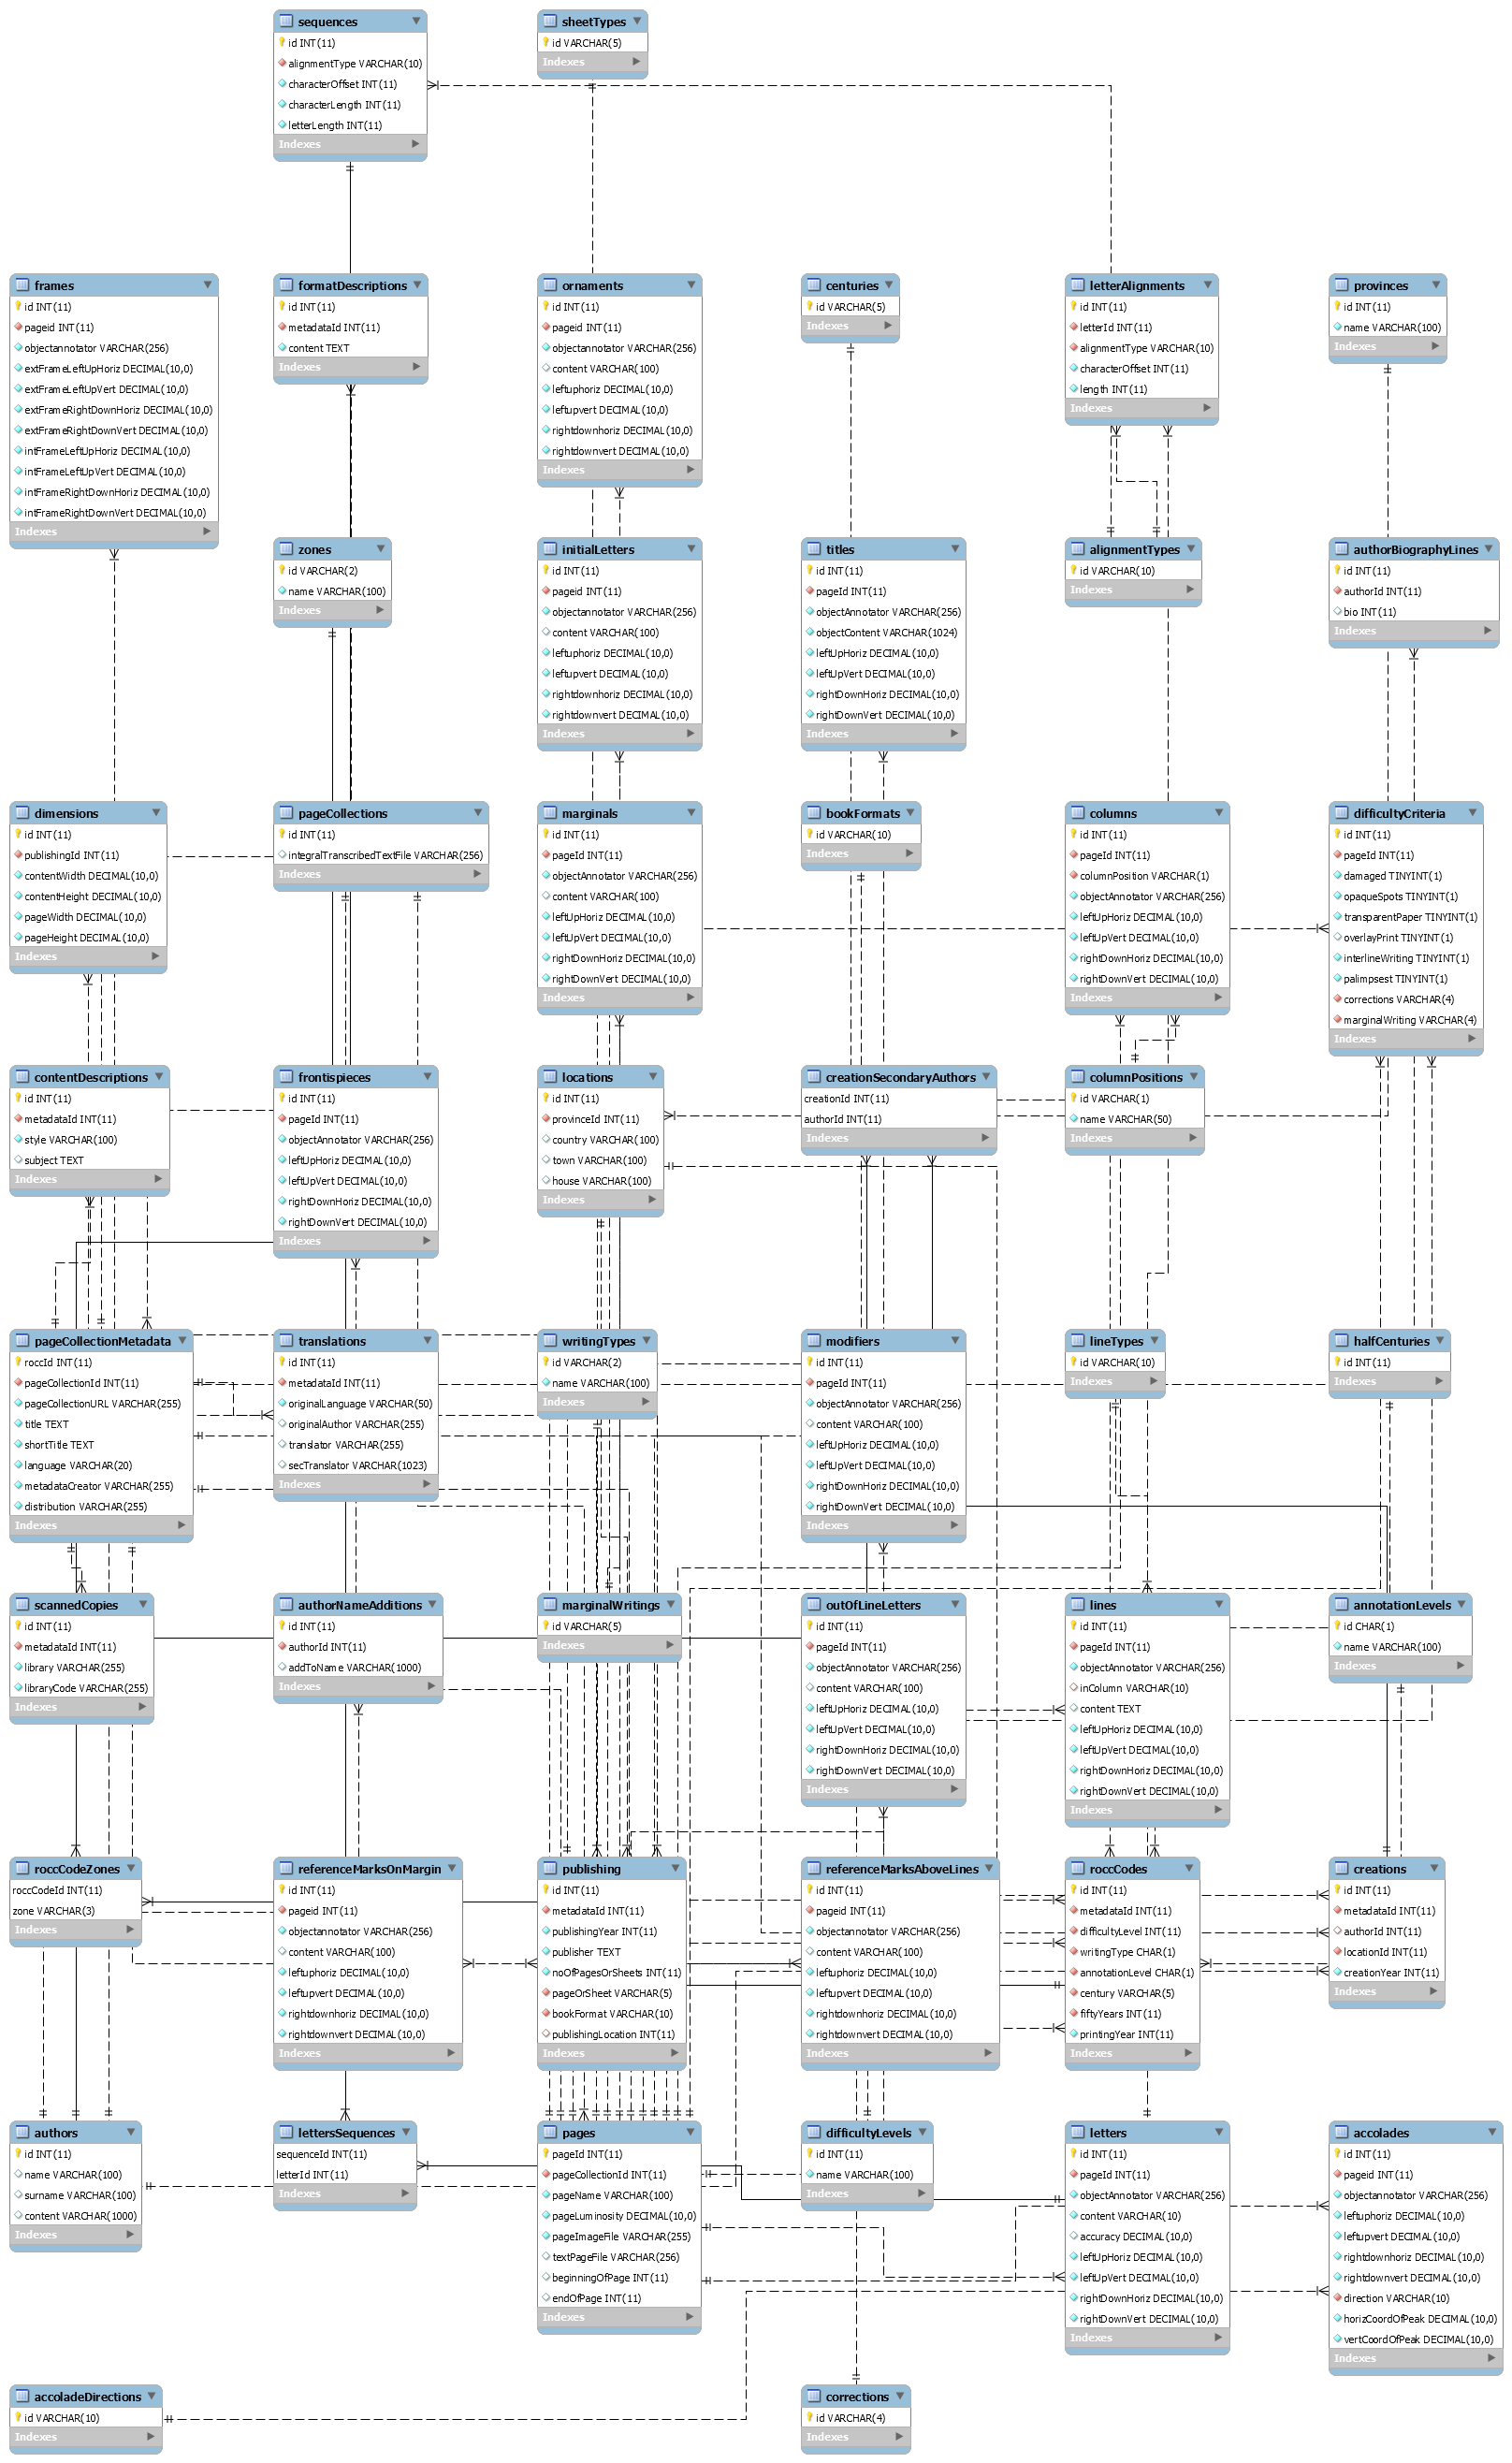 sequences
id INT(11)
alignmentType VARCHAR(10)
characterOffset INT(11)
characterLength INT(11)
letterLength INT(11)
Indexes
sheetTypes
id VARCHAR(5)
Indexes
frames
id INT(11)
pageid INT(11)
objectannotator VARCHAR(256)
extFrameLeftUpHoriz DECIMAL(10,0)
extFrameLeftUpVert DECIMAL(10,0)
extFrameRightDownHoriz DECIMAL(10,0)
extFrameRightDownVert DECIMAL(10,0)
intFrameLeftUpHoriz DECIMAL(10,0)
intFrameLeftUpVert DECIMAL(10,0)
intFrameRightDownHoriz DECIMAL(10,0)
intFrameRightDownVert DECIMAL(10,0)
Indexes
formatDescriptions
id INT(11)
metadataId INT(11)
content TEXT
Indexes
ornaments
id INT(11)
pageid INT(11)
objectannotator VARCHAR(256)
content VARCHAR(100)
leftuphoriz DECIMAL(10,0)
leftupvert DECIMAL(10,0)
rightdownhoriz DECIMAL(10,0)
rightdownvert DECIMAL(10,0)
Indexes
centuries
id VARCHAR(5)
Indexes
letterAlignments
id INT(11)
letterId INT(11)
alignmentType VARCHAR(10)
characterOffset INT(11)
length INT(11)
Indexes
provinces
id INT(11)
name VARCHAR(100)
Indexes
zones
id VARCHAR(2)
name VARCHAR(100)
Indexes
initialLetters
id INT(11)
pageid INT(11)
objectannotator VARCHAR(256)
content VARCHAR(100)
leftuphoriz DECIMAL(10,0)
leftupvert DECIMAL(10,0)
rightdownhoriz DECIMAL(10,0)
rightdownvert DECIMAL(10,0)
Indexes
titles
id INT(11)
pageId INT(11)
objectAnnotator VARCHAR(256)
objectContent VARCHAR(1024)
leftUpHoriz DECIMAL(10,0)
leftUpVert DECIMAL(10,0)
rightDownHoriz DECIMAL(10,0)
rightDownVert DECIMAL(10,0)
Indexes
alignmentTypes
id VARCHAR(10)
Indexes
authorBiographyLines
id INT(11)
authorId INT(11)
bio INT(11)
Indexes
dimensions
id INT(11)
publishingId INT(11)
contentWidth DECIMAL(10,0)
contentHeight DECIMAL(10,0)
pageWidth DECIMAL(10,0)
pageHeight DECIMAL(10,0)
Indexes
pageCollections
id INT(11)
integralTranscribedTextFile VARCHAR(256)
Indexes
marginals
id INT(11)
pageId INT(11)
objectAnnotator VARCHAR(256)
content VARCHAR(100)
leftUpHoriz DECIMAL(10,0)
leftUpVert DECIMAL(10,0)
rightDownHoriz DECIMAL(10,0)
rightDownVert DECIMAL(10,0)
Indexes
bookFormats
id VARCHAR(10)
Indexes
columns
id INT(11)
pageId INT(11)
columnPosition VARCHAR(1)
objectAnnotator VARCHAR(256)
leftUpHoriz DECIMAL(10,0)
leftUpVert DECIMAL(10,0)
rightDownHoriz DECIMAL(10,0)
rightDownVert DECIMAL(10,0)
Indexes
difficultyCriteria
id INT(11)
pageId INT(11)
damaged TINYINT(1)
opaqueSpots TINYINT(1)
transparentPaper TINYINT(1)
overlayPrint TINYINT(1)
interlineWriting TINYINT(1)
palimpsest TINYINT(1)
corrections VARCHAR(4)
marginalWriting VARCHAR(4)
Indexes
contentDescriptions
id INT(11)
metadataId INT(11)
style VARCHAR(100)
subject TEXT
Indexes
frontispieces
id INT(11)
pageId INT(11)
objectAnnotator VARCHAR(256)
leftUpHoriz DECIMAL(10,0)
leftUpVert DECIMAL(10,0)
rightDownHoriz DECIMAL(10,0)
rightDownVert DECIMAL(10,0)
Indexes
locations
id INT(11)
provinceId INT(11)
country VARCHAR(100)
town VARCHAR(100)
house VARCHAR(100)
Indexes
creationSecondaryAuthors
creationId INT(11)
authorId INT(11)
Indexes
columnPositions
id VARCHAR(1)
name VARCHAR(50)
Indexes
pageCollectionMetadata
roccId INT(11)
pageCollectionId INT(11)
pageCollectionURL VARCHAR(255)
title TEXT
shortTitle TEXT
language VARCHAR(20)
metadataCreator VARCHAR(255)
distribution VARCHAR(255)
Indexes
translations
id INT(11)
metadataId INT(11)
originalLanguage VARCHAR(50)
originalAuthor VARCHAR(255)
translator VARCHAR(255)
secTranslator VARCHAR(1023)
Indexes
writingTypes
id VARCHAR(2)
name VARCHAR(100)
Indexes
modifiers
id INT(11)
pageId INT(11)
objectAnnotator VARCHAR(256)
content VARCHAR(100)
leftUpHoriz DECIMAL(10,0)
leftUpVert DECIMAL(10,0)
rightDownHoriz DECIMAL(10,0)
rightDownVert DECIMAL(10,0)
Indexes
lineTypes
id VARCHAR(10)
Indexes
halfCenturies
id INT(11)
Indexes
scannedCopies
id INT(11)
metadataId INT(11)
library VARCHAR(255)
libraryCode VARCHAR(255)
Indexes
authorNameAdditions
id INT(11)
authorId INT(11)
addToName VARCHAR(1000)
Indexes
marginalWritings
id VARCHAR(5)
Indexes
outOfLineLetters
id INT(11)
pageId INT(11)
objectAnnotator VARCHAR(256)
content VARCHAR(100)
leftUpHoriz DECIMAL(10,0)
leftUpVert DECIMAL(10,0)
rightDownHoriz DECIMAL(10,0)
rightDownVert DECIMAL(10,0)
Indexes
lines
id INT(11)
pageId INT(11)
objectAnnotator VARCHAR(256)
inColumn VARCHAR(10)
content TEXT
leftUpHoriz DECIMAL(10,0)
leftUpVert DECIMAL(10,0)
rightDownHoriz DECIMAL(10,0)
rightDownVert DECIMAL(10,0)
Indexes
annotationLevels
id CHAR(1)
name VARCHAR(100)
Indexes
roccCodeZones
roccCodeId INT(11)
zone VARCHAR(3)
Indexes
referenceMarksOnMargin
id INT(11)
pageid INT(11)
objectannotator VARCHAR(256)
content VARCHAR(100)
leftuphoriz DECIMAL(10,0)
leftupvert DECIMAL(10,0)
rightdownhoriz DECIMAL(10,0)
rightdownvert DECIMAL(10,0)
Indexes
publishing
id INT(11)
metadataId INT(11)
publishingYear INT(11)
publisher TEXT
noOfPagesOrSheets INT(11)
pageOrSheet VARCHAR(5)
bookFormat VARCHAR(10)
publishingLocation INT(11)
Indexes
referenceMarksAboveLines
id INT(11)
pageid INT(11)
objectannotator VARCHAR(256)
content VARCHAR(100)
leftuphoriz DECIMAL(10,0)
leftupvert DECIMAL(10,0)
rightdownhoriz DECIMAL(10,0)
rightdownvert DECIMAL(10,0)
Indexes
roccCodes
id INT(11)
metadataId INT(11)
difficultyLevel INT(11)
writingType CHAR(1)
annotationLevel CHAR(1)
century VARCHAR(5)
fiftyYears INT(11)
printingYear INT(11)
Indexes
creations
id INT(11)
metadataId INT(11)
authorId INT(11)
locationId INT(11)
creationYear INT(11)
Indexes
authors
id INT(11)
name VARCHAR(100)
surname VARCHAR(100)
content VARCHAR(1000)
Indexes
lettersSequences
sequenceId INT(11)
letterId INT(11)
Indexes
pages
pageId INT(11)
pageCollectionId INT(11)
pageName VARCHAR(100)
pageLuminosity DECIMAL(10,0)
pageImageFile VARCHAR(255)
textPageFile VARCHAR(256)
beginningOfPage INT(11)
endOfPage INT(11)
Indexes
difficultyLevels
id INT(11)
name VARCHAR(100)
Indexes
letters
id INT(11)
pageId INT(11)
objectAnnotator VARCHAR(256)
content VARCHAR(10)
accuracy DECIMAL(10,0)
leftUpHoriz DECIMAL(10,0)
leftUpVert DECIMAL(10,0)
rightDownHoriz DECIMAL(10,0)
rightDownVert DECIMAL(10,0)
Indexes
accolades
id INT(11)
pageid INT(11)
objectannotator VARCHAR(256)
leftuphoriz DECIMAL(10,0)
leftupvert DECIMAL(10,0)
rightdownhoriz DECIMAL(10,0)
rightdownvert DECIMAL(10,0)
direction VARCHAR(10)
horizCoordOfPeak DECIMAL(10,0)
vertCoordOfPeak DECIMAL(10,0)
Indexes
accoladeDirections
id VARCHAR(10)
Indexes
corrections
id VARCHAR(4)
Indexes